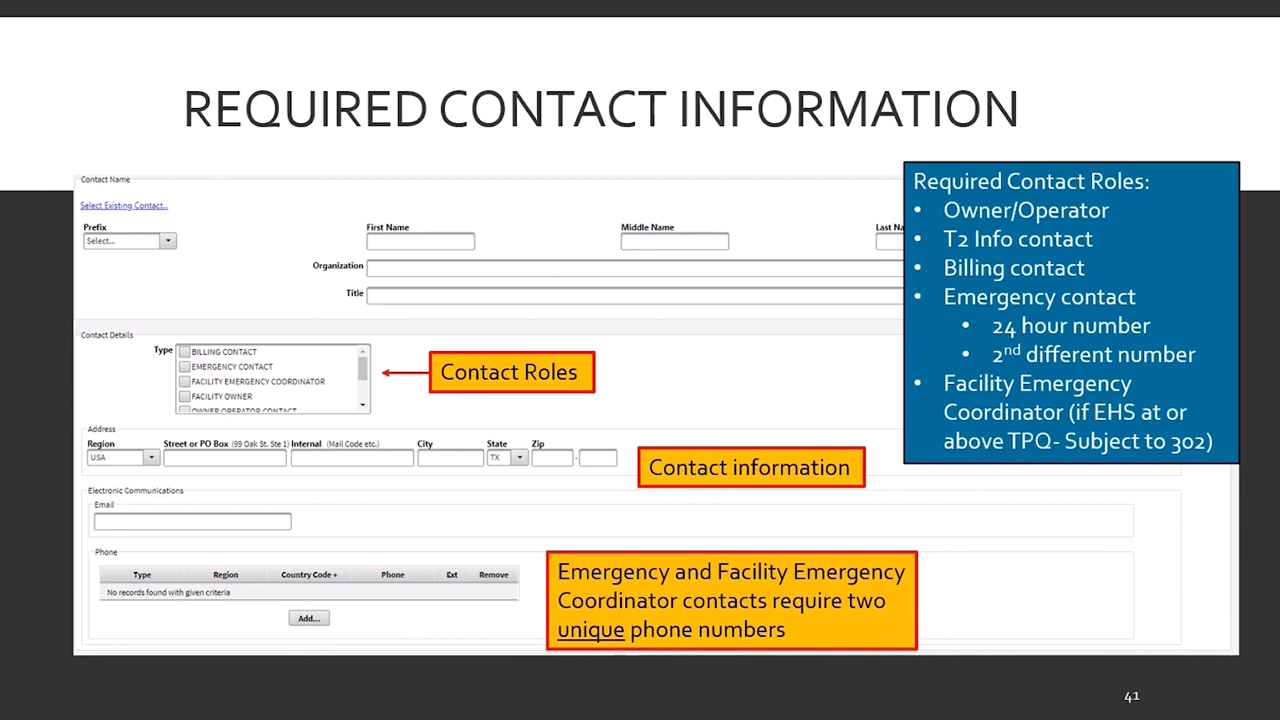 REQUIRED CONTACT INFORMATION
Contact Name
Select Existing Contact...
Prefix
First Name
Middle Name
Last Na
Select...
Organization
Title
Required Contact Roles:
• Owner/Operator
• T2 Info contact
• Billing contact
• Emergency contact
• 24 hour number
• 2nd different number
• Facility Emergency
Coordinator (if EHS at or
above TPQ- Subject to 302)
Contact Details
Type
BILLING CONTACT
EMERGENCY CONTACT
FACILITY EMERGENCY COORDINATOR
FACILITY OWNER
OWNER OPERATOR CONTACT
Contact Roles
Address
Region
Street or PO Box (99 Oak St. Ste 1)
Internal (Mail Code etc.)
City
State
Zip
USA
TX
-
Contact information
Electronic Communications
Email
Phone
Type Region Country Code + Phone Ext Remove
No records found with given criteria
Add...
Emergency and Facility Emergency
Coordinator contacts require two
unique phone numbers
41